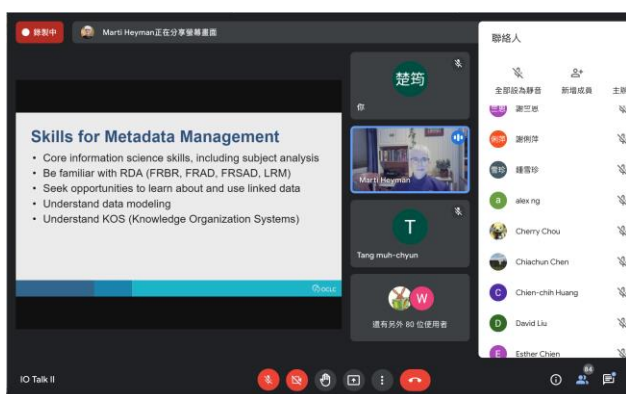 錄製中
Marti Heyman正在分享螢幕畫面
Skills for Metadata Management
• Core information science skills, including subject analysis
• Be familiar with RDA (FRBR, FRAD, FRSAD, LRM)
• Seek opportunities to learn about and use linked data
• Understand data modeling
• Understand KOS (Knowledge Organization Systems)
OCLC
楚筠
你
Marti Heyman
T
Tang muh-chyun
W
還有另外 80 位使用者
聯絡人
全部設為靜音
新增成員
謝俐萍
鍾雪珍
a
alex ng
Cherry Chou
Chiachun Chen
C
Chien-chih Huang
D
David Liu
E
Esther Chien
IO Talk II
84